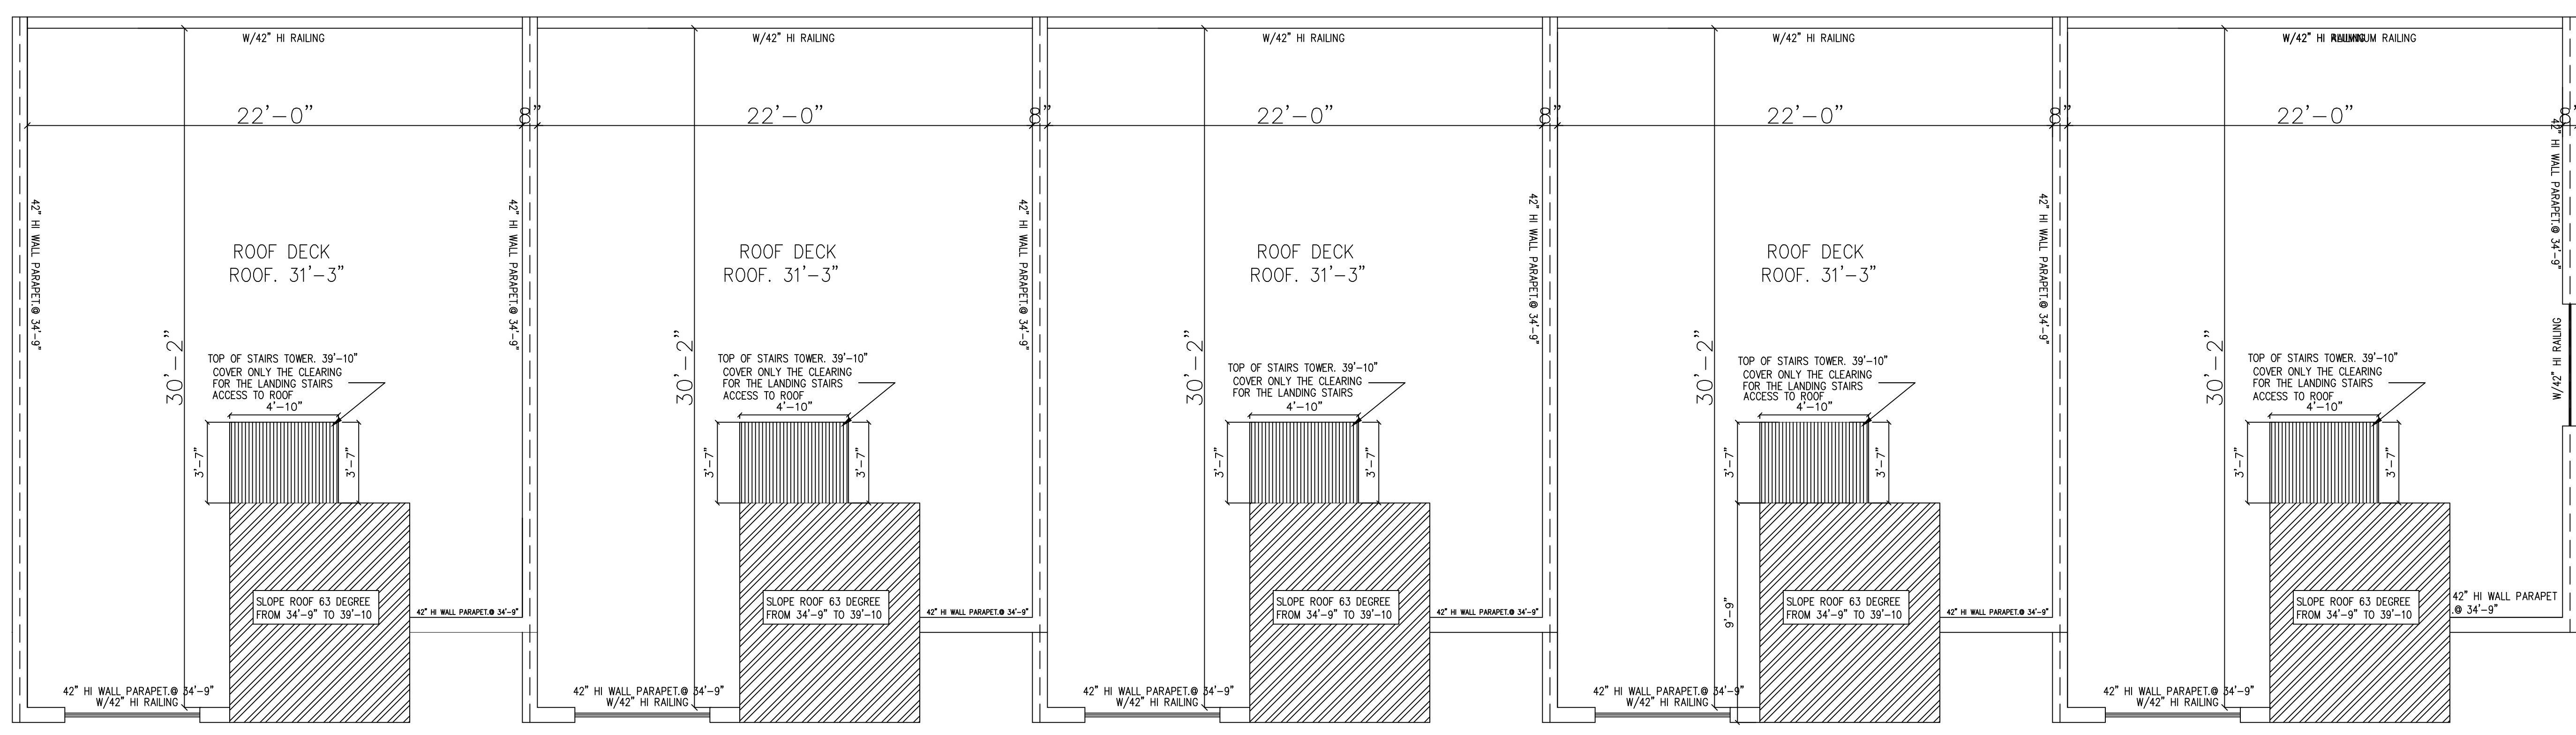 W/42" HI RAILING
W/42" HI RAILING
W/42" HI RAILING
W/42" HI RAILING
W/42" HI RAILING
22'-0"
8"
22'-0"
8"
22'-0"
8"
22'-0"
8"
22'-0"
8"
42" HI WALL PARAPET.@ 34'-9"
42" HI WALL PARAPET.@ 34'-9"
42" HI WALL PARAPET.@ 34'-9"
42" HI WALL PARAPET.@ 34'-9"
42" HI WALL PARAPET.@ 34'-9"
42" HI WALL PARAPET.@ 34'-9"
W/42" HI RAILING
ROOF DECK
ROOF. 31'-3"
ROOF DECK
ROOF. 31'-3"
ROOF DECK
ROOF. 31'-3"
ROOF DECK
ROOF. 31'-3"
30'-2"
30'-2"
30'-2"
30'-2"
30'-2"
TOP OF STAIRS TOWER. 39'-10"
COVER ONLY THE CLEARING
FOR THE LANDING STAIRS
ACCESS TO ROOF
4'-10"
3'-7"
3'-7"
TOP OF STAIRS TOWER. 39'-10"
COVER ONLY THE CLEARING
FOR THE LANDING STAIRS
ACCESS TO ROOF
4'-10"
3'-7"
3'-7"
TOP OF STAIRS TOWER. 39'-10"
COVER ONLY THE CLEARING
FOR THE LANDING STAIRS
4'-10"
3'-7"
3'-7"
TOP OF STAIRS TOWER. 39'-10"
COVER ONLY THE CLEARING
FOR THE LANDING STAIRS
ACCESS TO ROOF
4'-10"
3'-7"
3'-7"
TOP OF STAIRS TOWER. 39'-10"
COVER ONLY THE CLEARING
FOR THE LANDING STAIRS
ACCESS TO ROOF
4'-10"
3'-7"
3'-7"
SLOPE ROOF 63 DEGREE
FROM 34'-9" TO 39'-10
42" HI WALL PARAPET.@ 34'-9"
SLOPE ROOF 63 DEGREE
FROM 34'-9" TO 39'-10
42" HI WALL PARAPET.@ 34'-9"
SLOPE ROOF 63 DEGREE
FROM 34'-9" TO 39'-10
42" HI WALL PARAPET.@ 34'-9"
9'-9"
SLOPE ROOF 63 DEGREE
FROM 34'-9" TO 39'-10
42" HI WALL PARAPET.@ 34'-9"
SLOPE ROOF 63 DEGREE
FROM 34'-9" TO 39'-10
42" HI WALL PARAPET
.@ 34'-9"
42" HI WALL PARAPET.@ 34'-9"
W/42" HI RAILING
42" HI WALL PARAPET.@ 34'-9"
W/42" HI RAILING
42" HI WALL PARAPET.@ 34'-9"
W/42" HI RAILING
42" HI WALL PARAPET.@ 34'-9"
W/42" HI RAILING
42" HI WALL PARAPET.@ 34'-9"
W/42" HI RAILING